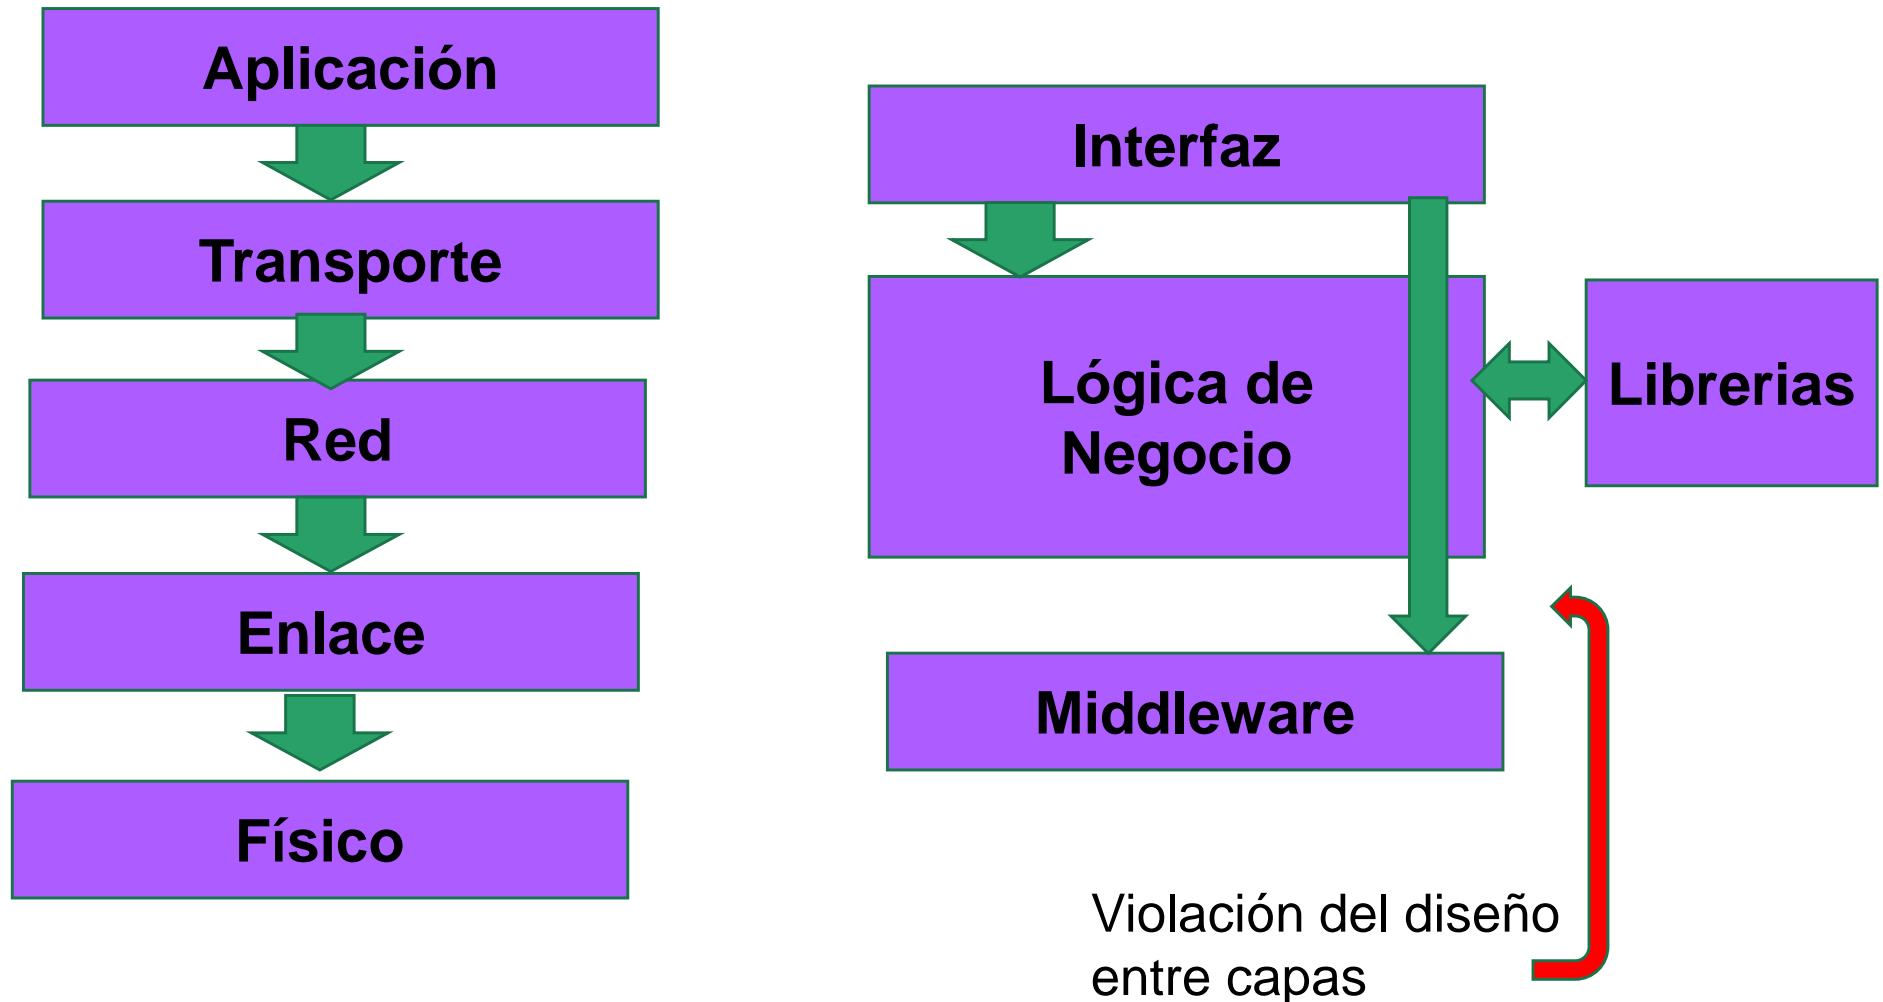 Aplicación
Transporte
Red
Enlace
Físico
Interfaz
Lógica de
Negocio
Librerias
Middleware
Violación del diseño
entre capas